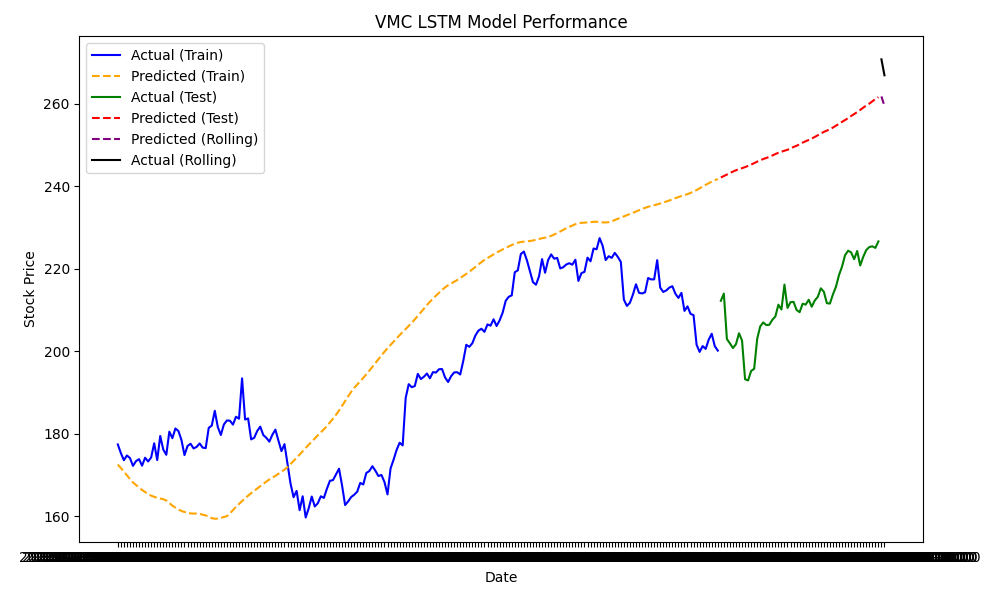 VMC LSTM Model Performance
Actual (Train)
Predicted (Train)
Actual (Test)
Predicted (Test)
Predicted (Rolling)
Actual (Rolling)
260
240
220
200
180
160
Stock Price
Date